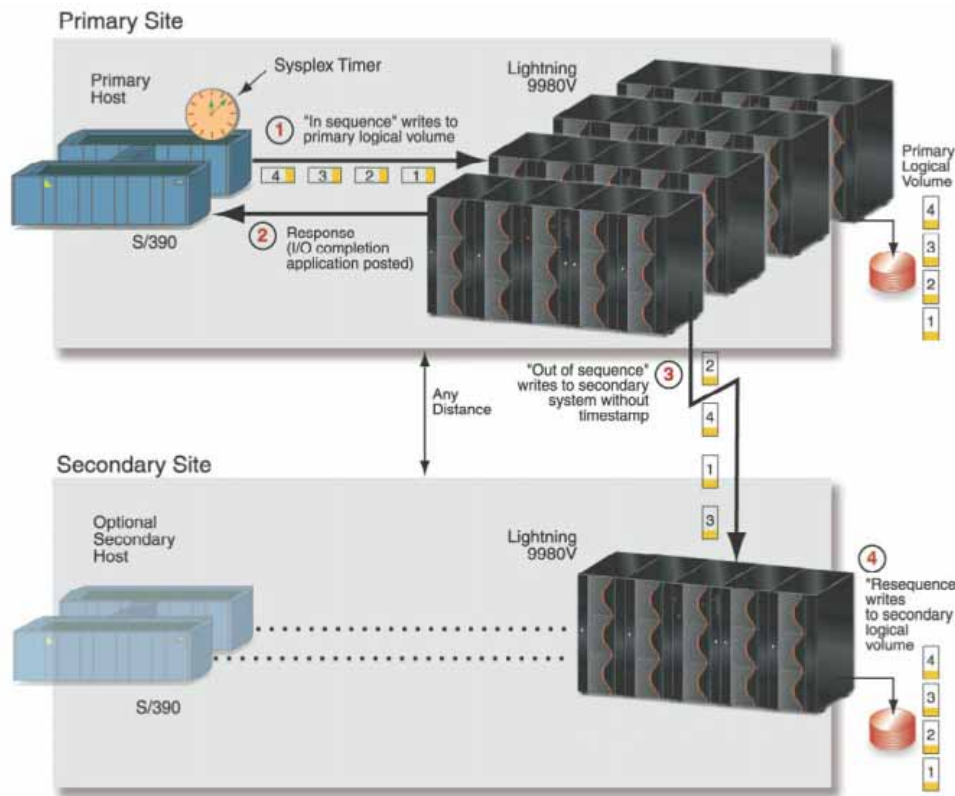 Primary Site
Primary
Host
Sysplex Timer
Lightning
9980V
1
"In sequence" writes to
primary logical volume
4 3 2 1
2
Response
(I/O completion
application posted)
S/390
Primary
Logical
Volume
4
3
2
1
"Out of sequence"
writes to secondary
system without
timestamp
3
2
4
1
3
Any
Distance
Secondary Site
Optional
Secondary
Host
S/390
Lightning
9980V
4
"Resequence
writes
to secondary
logical
volume
4
3
2
1